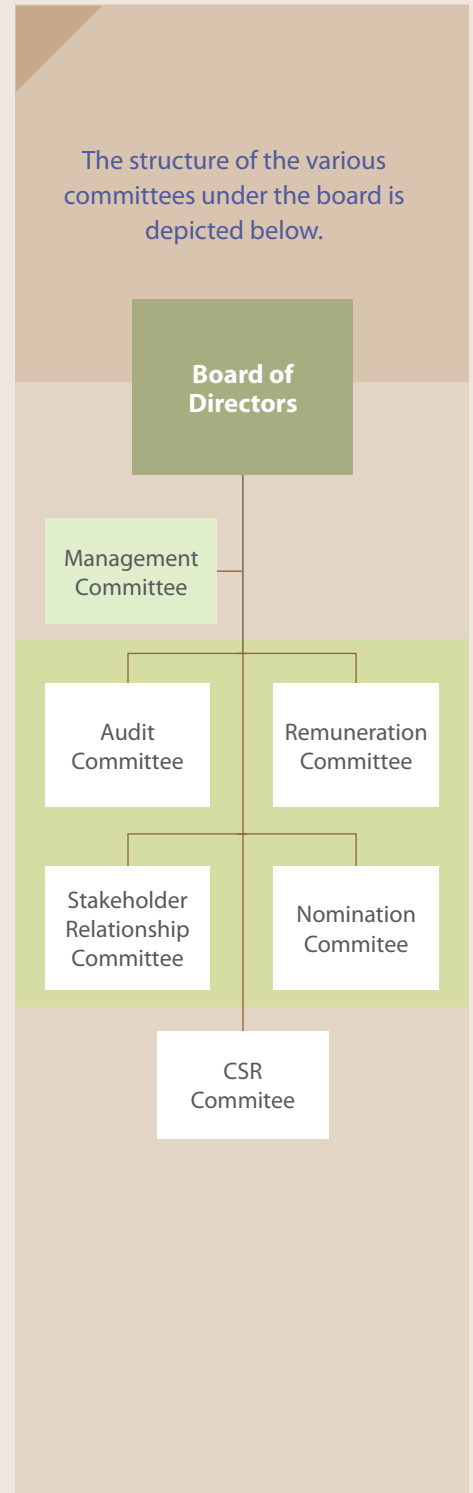 The structure of the various
committees under the board is
depicted below.
Board of
Directors
Management
Committee
Audit
Committee
Remuneration
Committee
Stakeholder
Relationship
Committee
Nomination
Commitee
CSR
Commitee